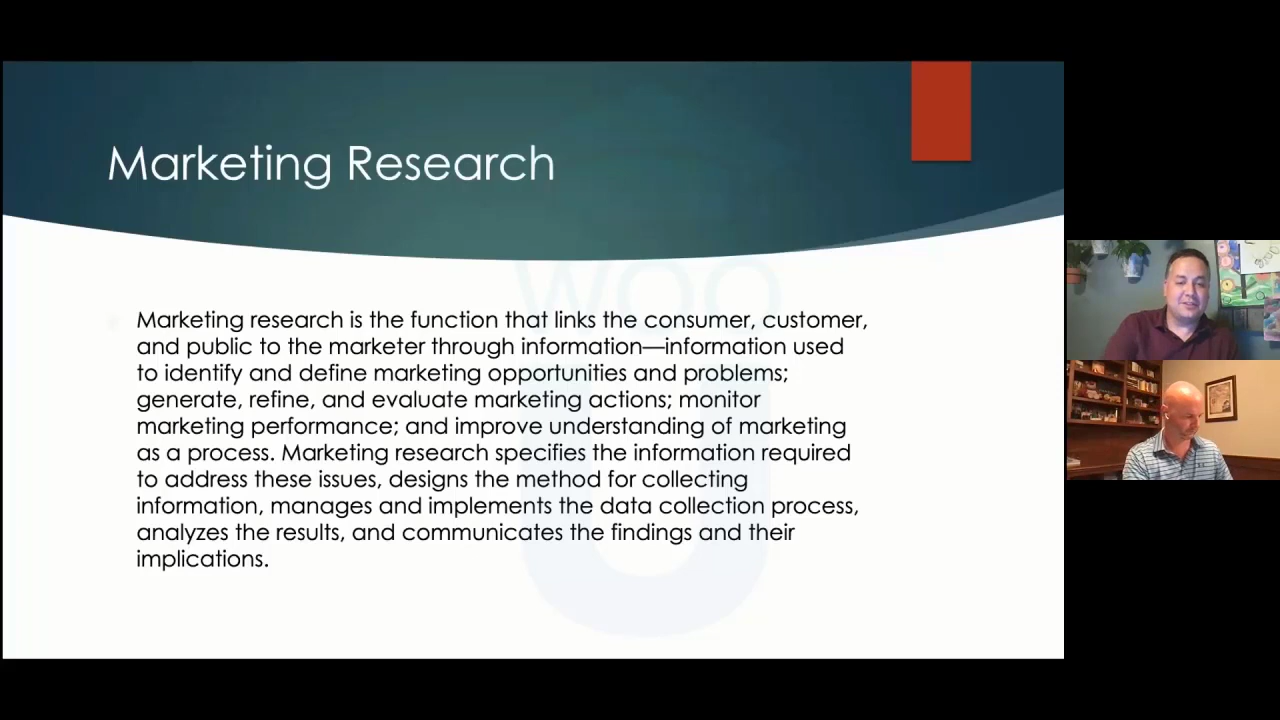 Marketing Research
Marketing research is the function that links the consumer, customer,
and public to the marketer through information—information used
to identify and define marketing opportunities and problems;
generate, refine, and evaluate marketing actions; monitor
marketing performance; and improve understanding of marketing
as a process. Marketing research specifies the information required
to address these issues, designs the method for collecting
information, manages and implements the data collection process,
analyzes the results, and communicates the findings and their
implications.
woo
U